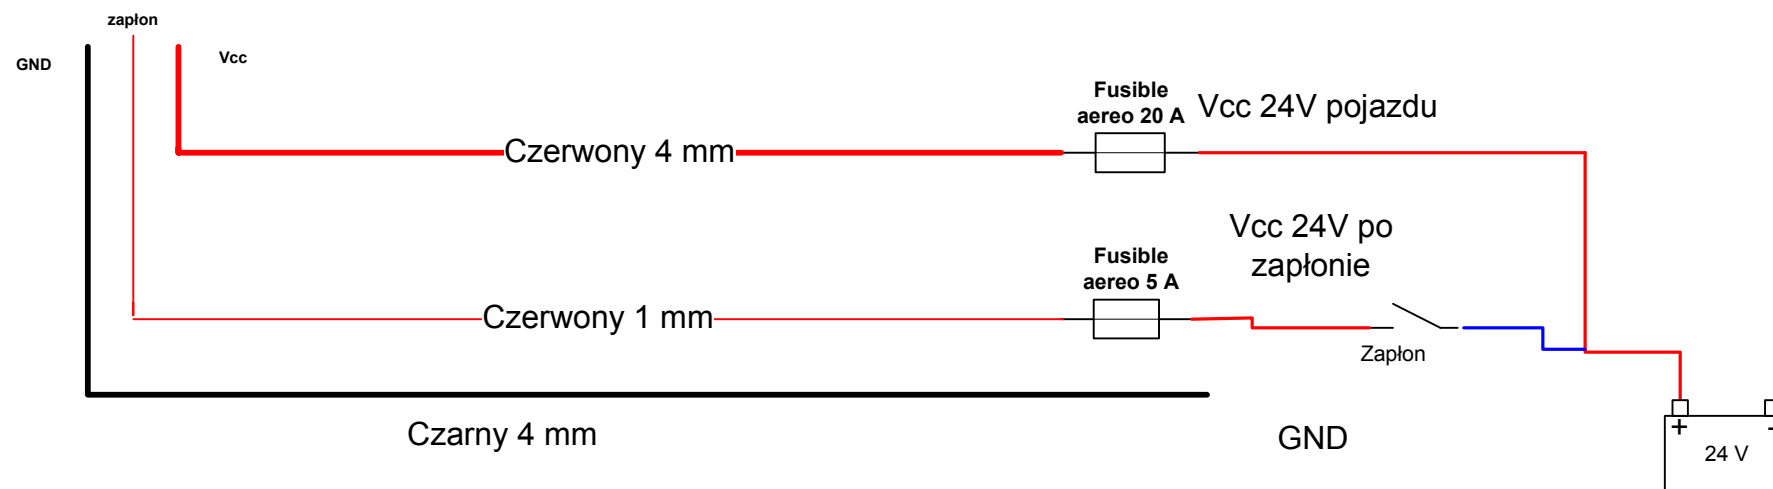 zapłon
GND
Vcc
Fusible
aereo 20 A
Vcc 24V pojazdu
Czerwony 4 mm
Vcc 24V po
zapłonie
Fusible
aereo 5 A
Czerwony 1 mm
Zapłon
Czarny 4 mm
GND
+
-
24 V